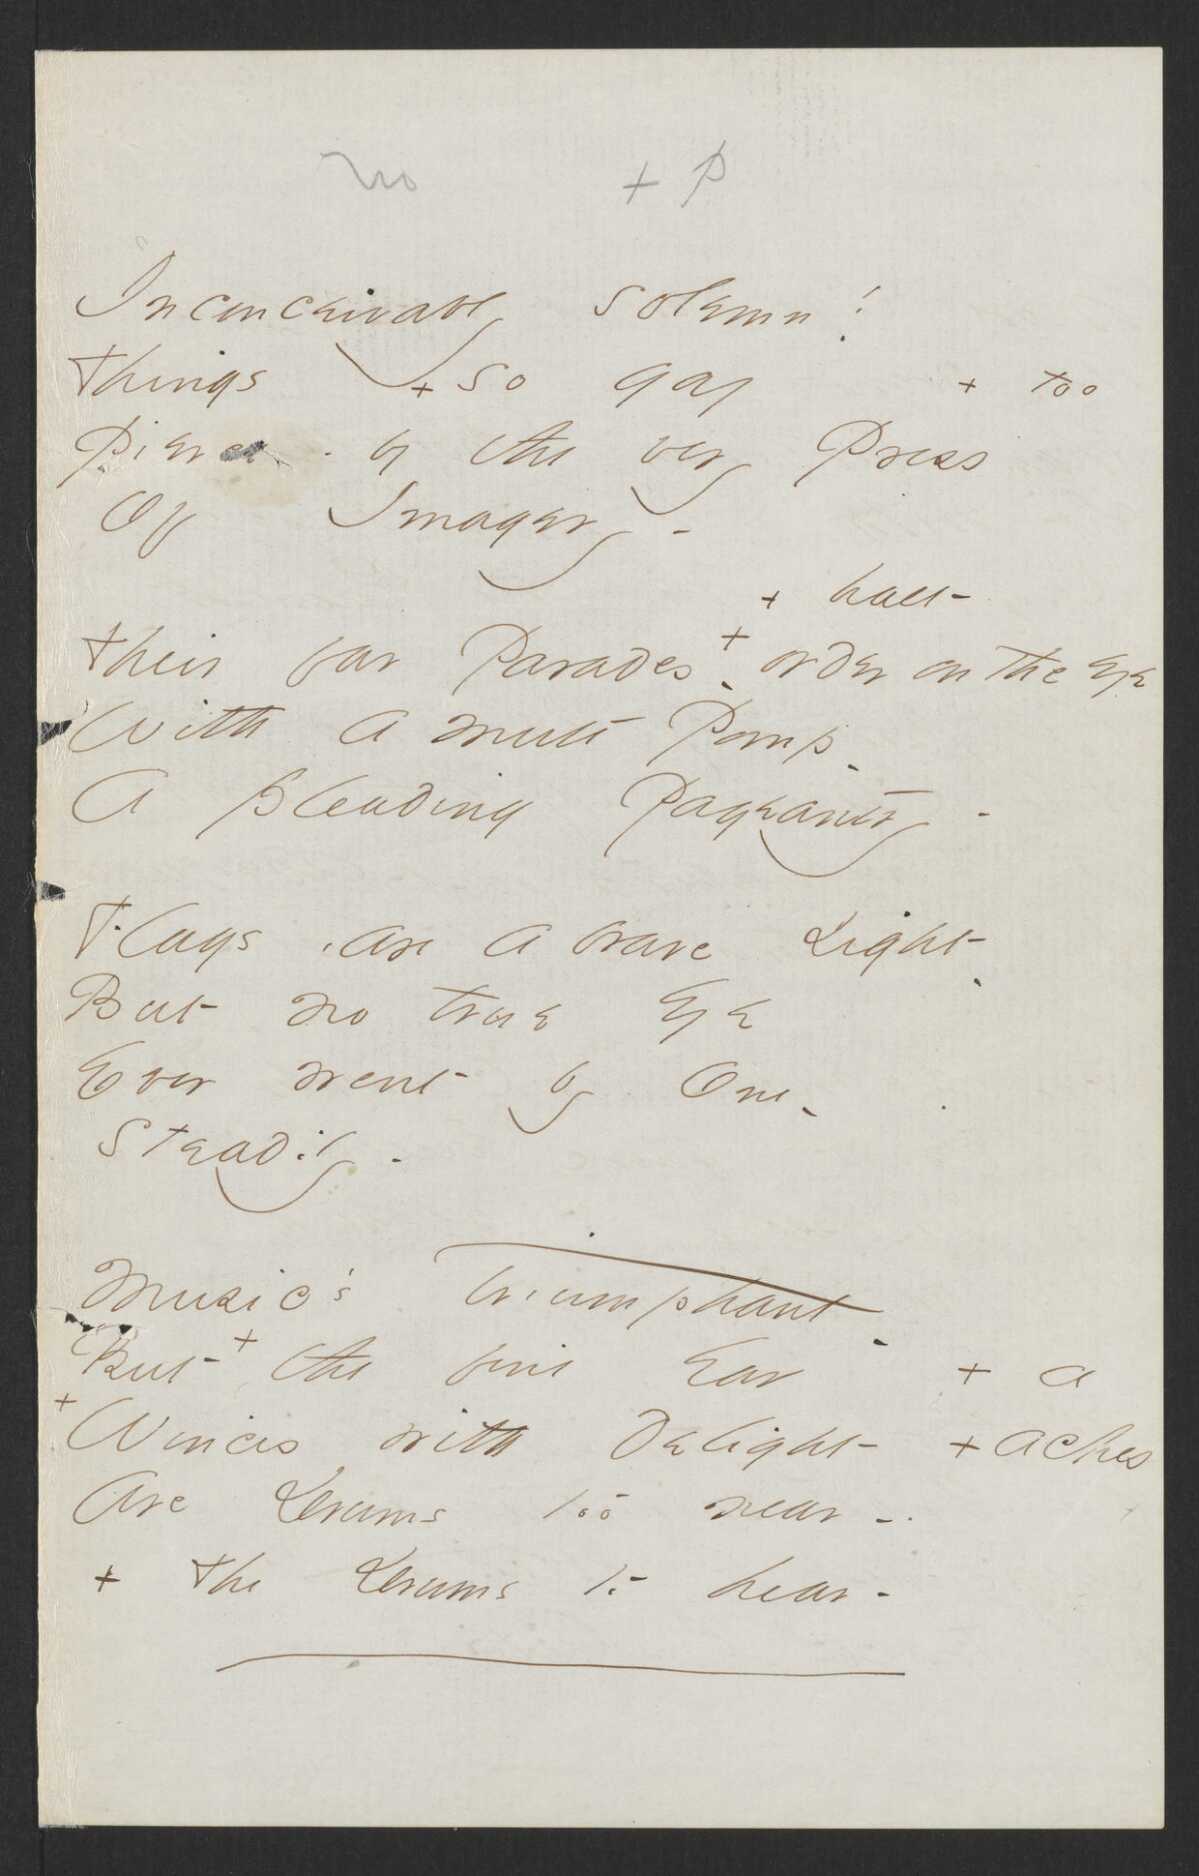 no + P
Inconceivably solemn!
Things + so gay + too
Pierce - by the very Press
Of Imagery -
+ halt -
Their far Parades + order on the Eye
With a mute Pomp -
A pleading Pageantry -
Flags, are a brave Sight -
But no true Eye
Ever went by One -
Steadily -
Music's triumphant -
But + the fine Ear + a
+ Winces with Delight + aches
Are Drums too near -
+ The Drums to hear -